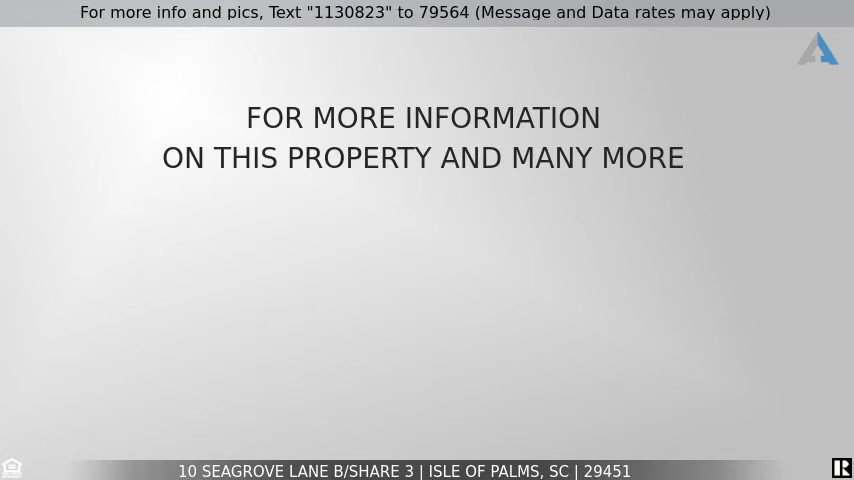 For more info and pics, Text "1130823" to 79564 (Message and Data rates may apply)
FOR MORE INFORMATION
ON THIS PROPERTY AND MANY MORE
10 SEAGROVE LANE B/SHARE 3 | ISLE OF PALMS, SC | 29451